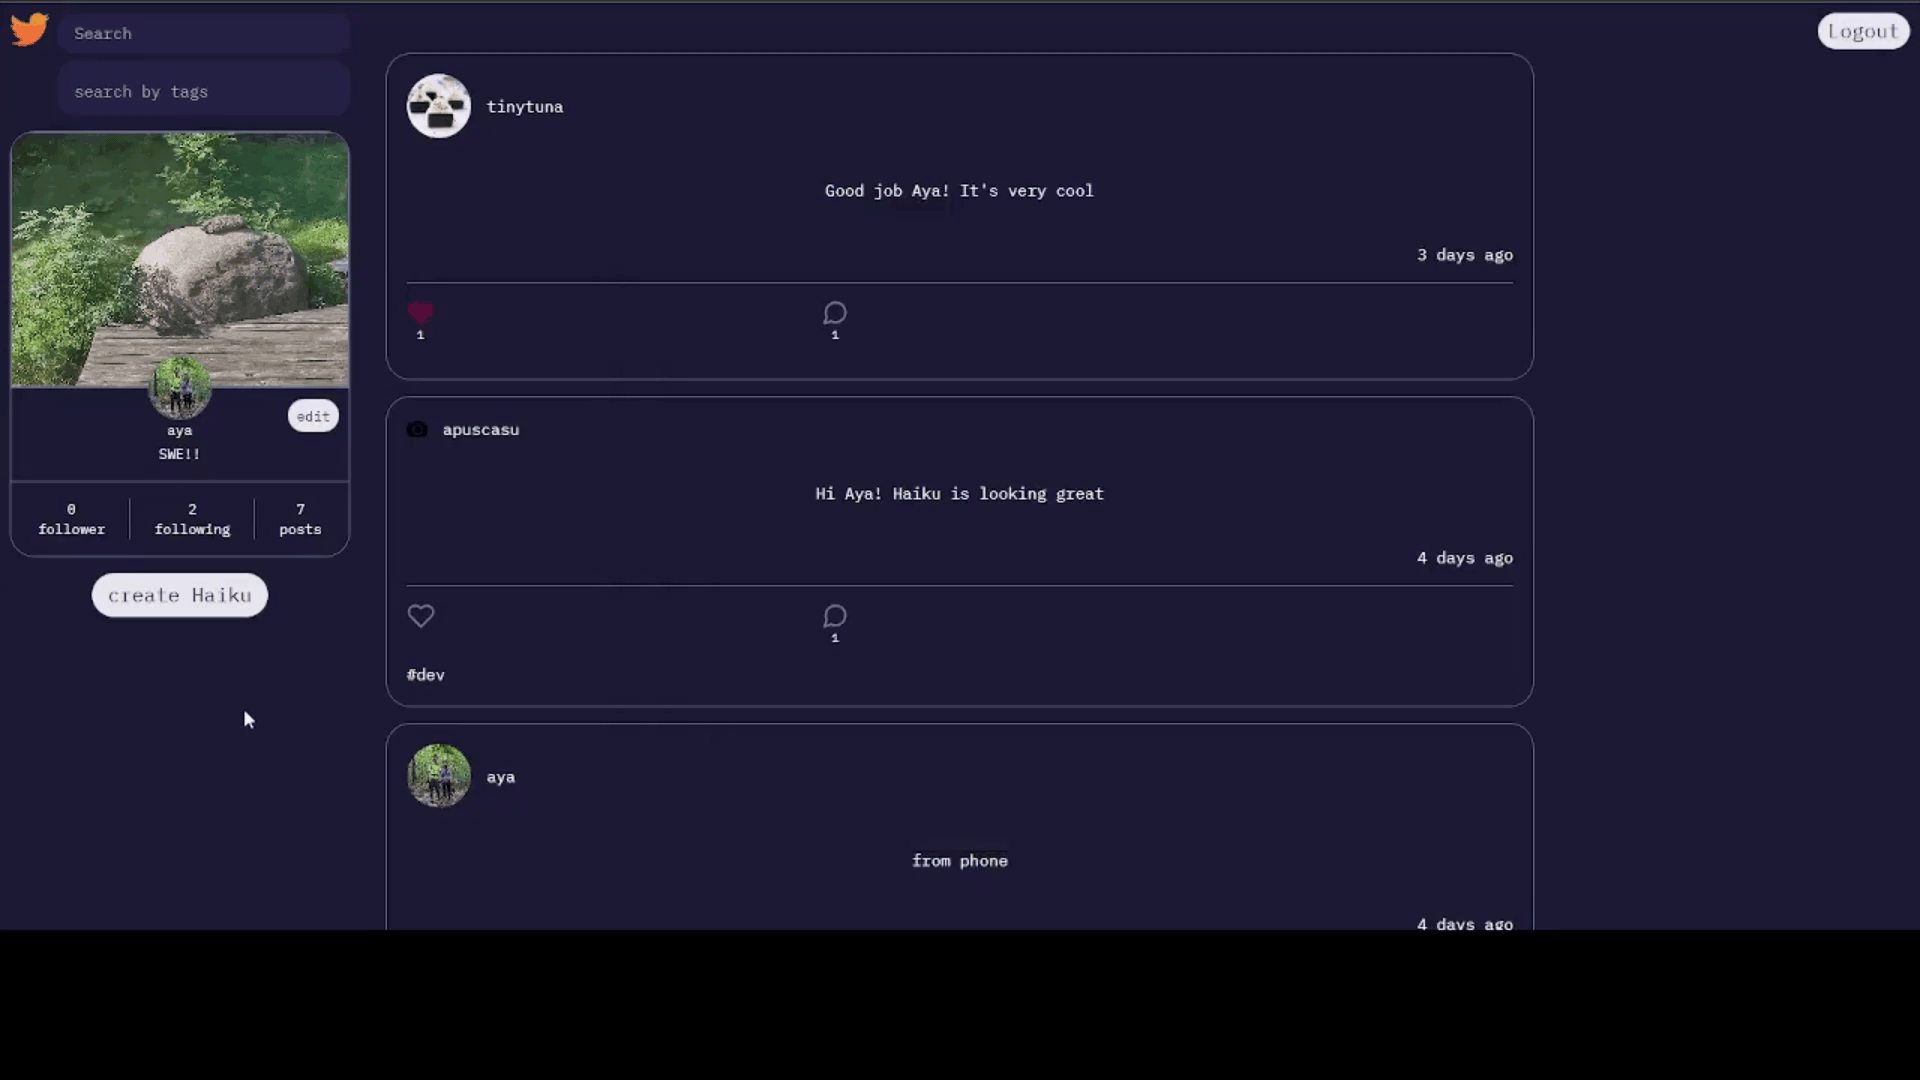 Search
Logout
search by tags
tinytuna
Good job Aya! It's very cool
3 days ago
1
1
edit
aya
SWE!!
0
follower
2
following
7
posts
create Haiku
apuscasu
Hi Aya! Haiku is looking great
4 days ago
1
#dev
aya
from phone
4 days ago